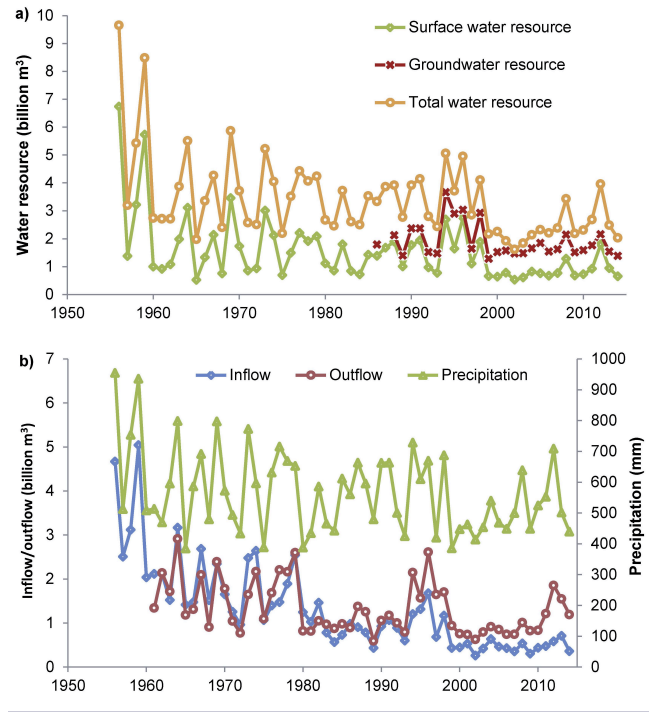 a)
Water resource (billion m³)
10
9
8
7
6
5
4
3
2
1
0
Surface water resource
Groundwater resource
Total water resource
1950 1960 1970 1980 1990 2000 2010
b)
Inflow/outflow (billion m³)
7
6
5
4
3
2
1
0
Inflow Outflow Precipitation
1000
900
800
700
600
500
400
300
200
100
0
Precipitation (mm)
1950 1960 1970 1980 1990 2000 2010